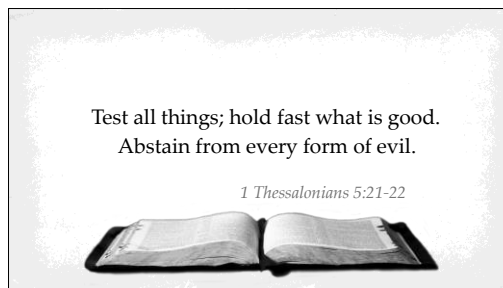 Test all things; hold fast what is good.
Abstain from every form of evil.
1 Thessalonians 5:21-22